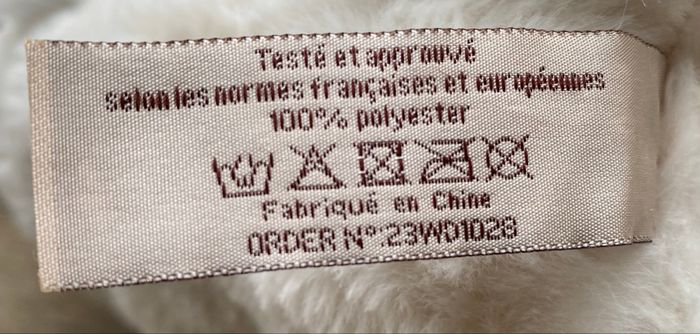 Testé et approuvé
selon les normes françaises et européennes
100% polyester
Fabriqué en Chine
ORDER N°.23WD1028